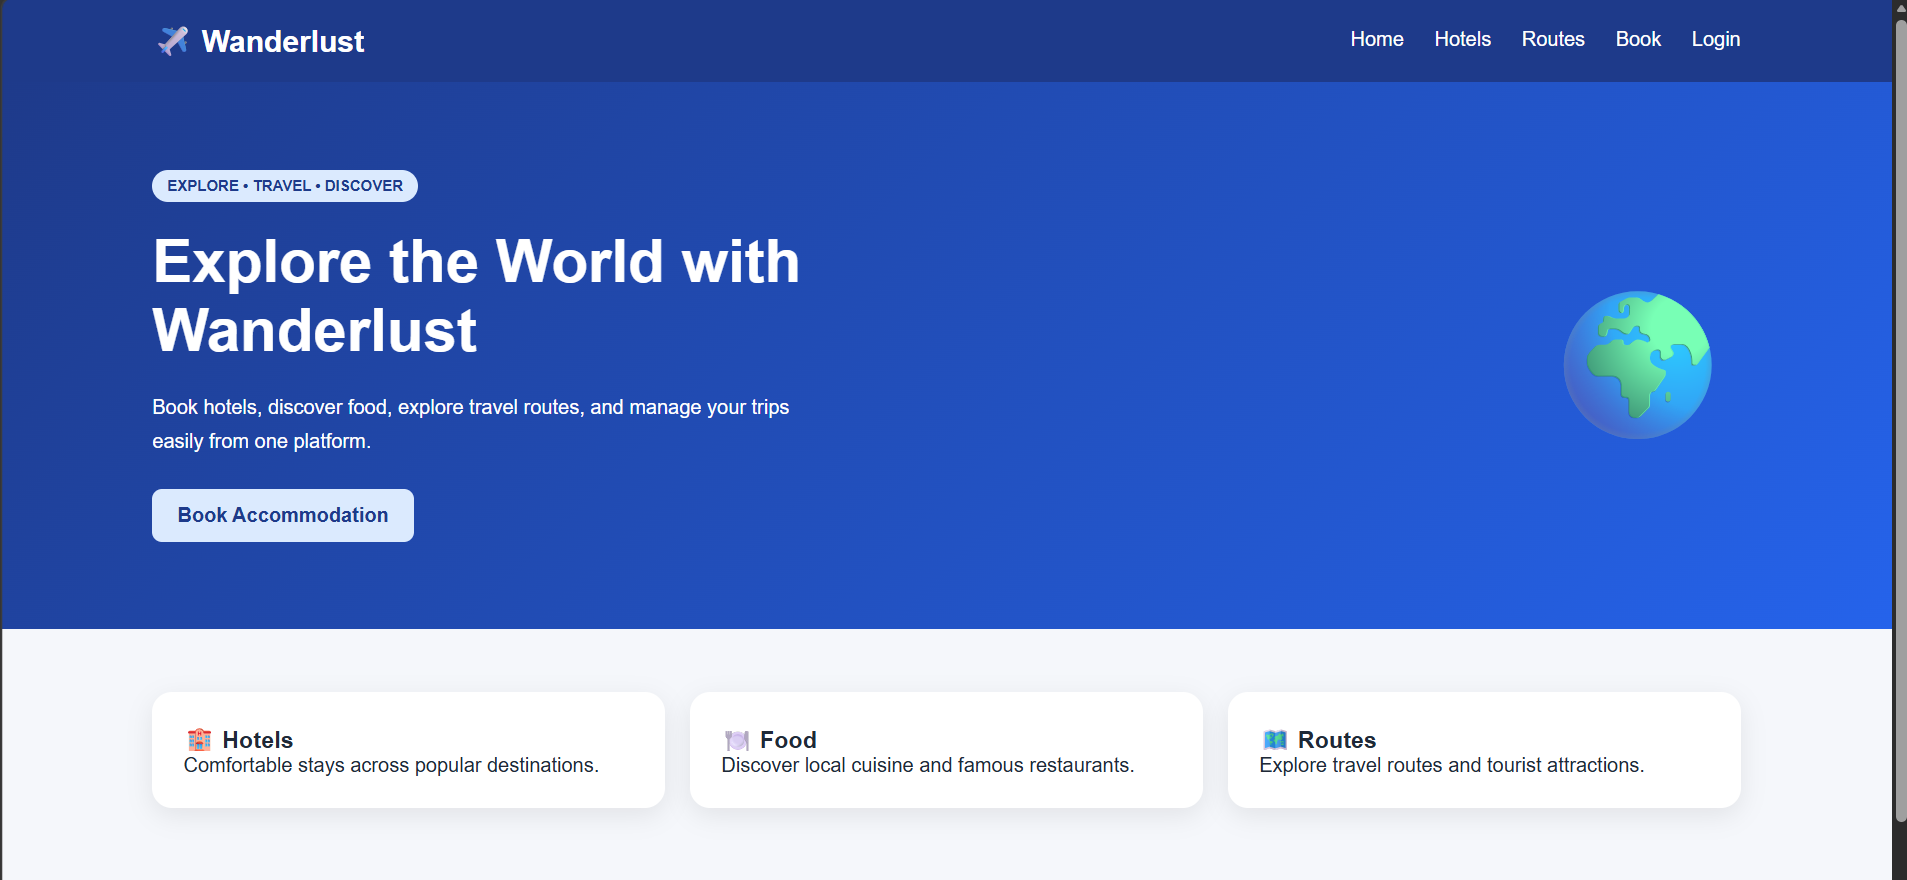 Wanderlust
Home Hotels Routes Book Login
EXPLORE • TRAVEL • DISCOVER
Explore the World with
Wanderlust
Book hotels, discover food, explore travel routes, and manage your trips
easily from one platform.
Book Accommodation
Hotels
Comfortable stays across popular destinations.
Food
Discover local cuisine and famous restaurants.
Routes
Explore travel routes and tourist attractions.